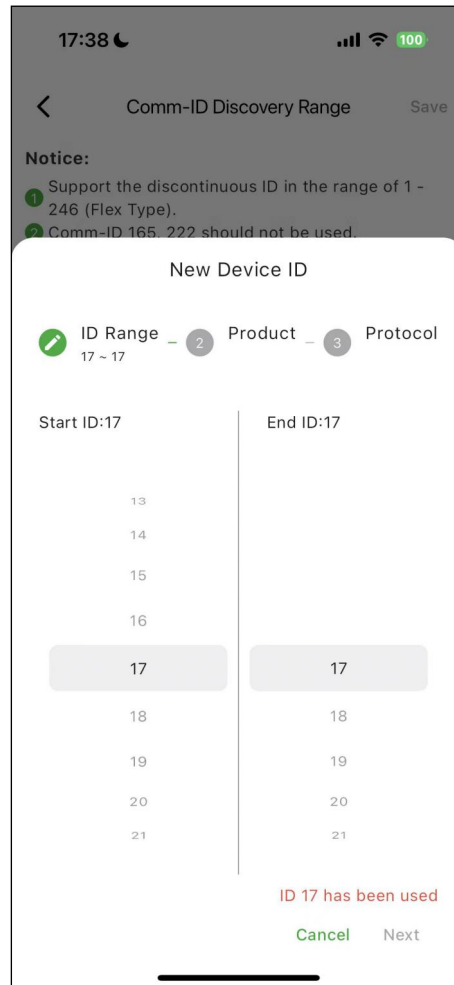 17:38
100
Comm-ID Discovery Range
Save
Notice:
1 Support the discontinuous ID in the range of 1 -
246 (Flex Type).
2 Comm-ID 165, 222 should not be used.
New Device ID
ID Range
17 ~ 17
2 Product
3 Protocol
Start ID:17
End ID:17
13
14
15
16
17 17
18 18
19 19
20 20
21 21
ID 17 has been used
Cancel Next